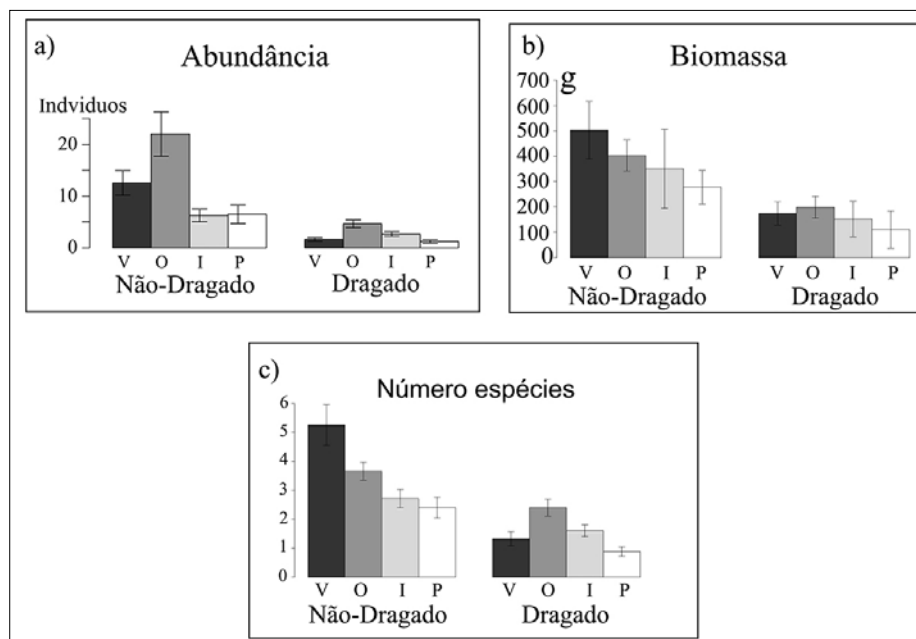 a)
Abundância
Indviduos
20
10
0
V O I P V O I P
Não-Dragado Dragado
b)
Biomassa
g
800
700
600
500
400
300
200
100
0
V O I P V O I P
Não-Dragado Dragado
c)
Número espécies
6
5
4
3
2
1
0
V O I P V O I P
Não-Dragado Dragado